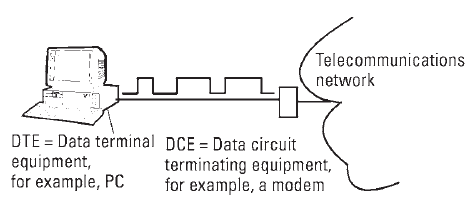 Telecommunications
network
DTE = Data terminal
equipment,
for example, PC
DCE = Data circuit
terminating equipment,
for example, a modem